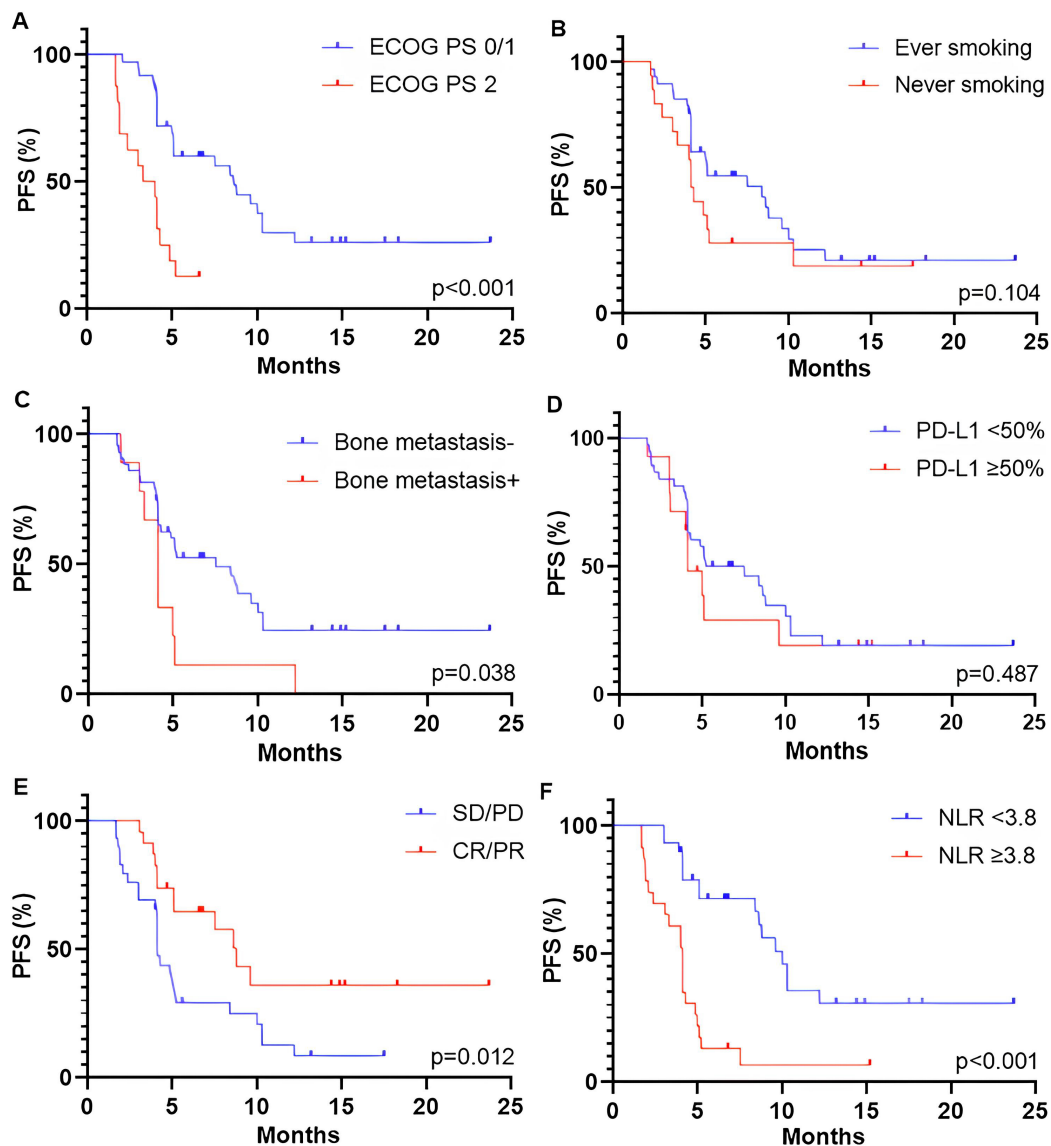 A
ECOG PS 0/1
ECOG PS 2
PFS (%)
100
50
0
p<0.001
0 5 10 15 20 25
Months
B
Ever smoking
Never smoking
PFS (%)
100
50
0
p=0.104
0 5 10 15 20 25
Months
C
Bone metastasis-
Bone metastasis+
PFS (%)
100
50
0
p=0.038
0 5 10 15 20 25
Months
D
PD-L1 <50%
PD-L1 ≥50%
PFS (%)
100
50
0
p=0.487
0 5 10 15 20 25
Months
E
SD/PD
CR/PR
PFS (%)
100
50
0
p=0.012
0 5 10 15 20 25
Months
F
NLR <3.8
NLR ≥3.8
PFS (%)
100
50
0
p<0.001
0 5 10 15 20 25
Months